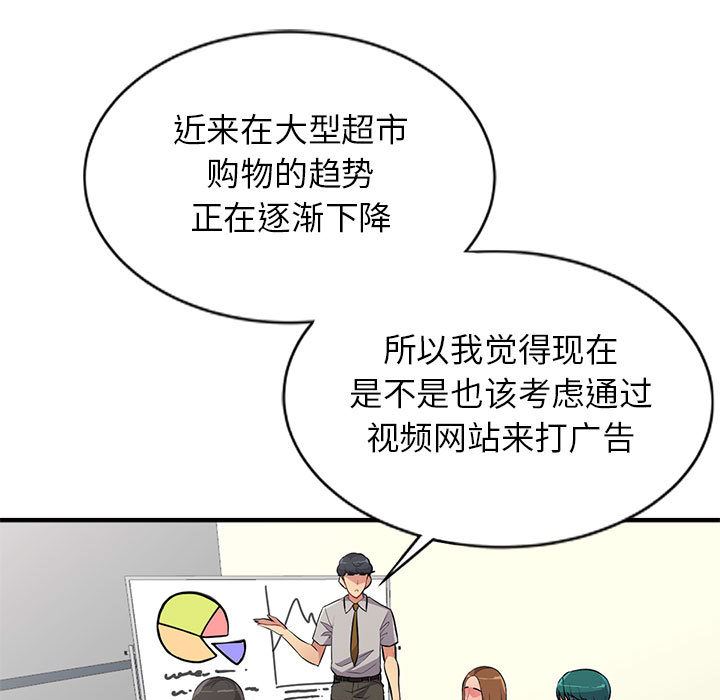 近来在大型超市
购物的趋势
正在逐渐下降
所以我觉得现在
是不是也该考虑通过
视频网站来打广告